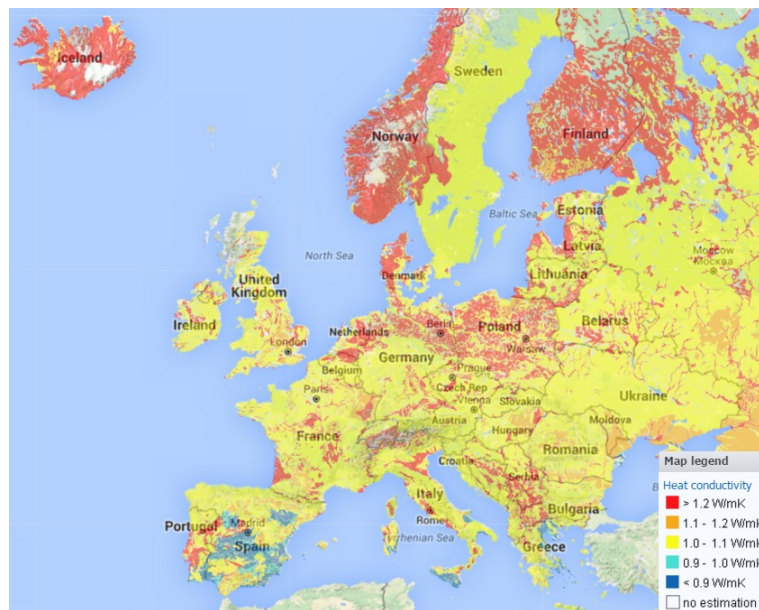 Iceland
Sweden
Norway
Finland
Baltic Sea
Estonia
North Sea
Latvia
Moscow
Москва
Denmark
Lithuania
United
Kingdom
Ireland
Netherlands
Berlin
Poland
Belarus
London
Warsaw
Germany
Belgium
Prague
Paris
Czech Rep
Ukraine
Vienna
Slovakia
Austria
Hungary
Moldova
France
Romania
Croatia
Serbia
Italy
Bulgaria
Portugal
Madrid
Rome
Spain
Tyrrhenian Sea
Greece
Map legend
Heat conductivity
> 1.2 W/mK
1.1 - 1.2 W/mK
1.0 - 1.1 W/mK
0.9 - 1.0 W/mK
< 0.9 W/mK
no estimation